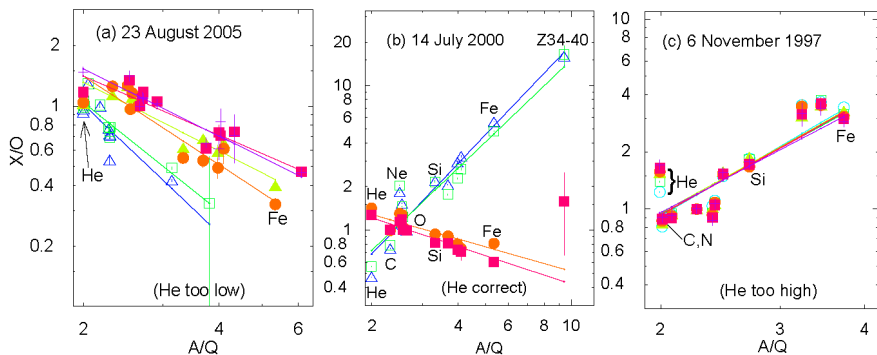 (a) 23 August 2005
X/O
1
0.8
0.6
0.4
0.2
He
Fe
(He too low)
2
4
6
A/Q
(b) 14 July 2000
Z34-40
20
10
8
6
4
2
1
0.8
0.6
0.4
He
Ne
Si
Fe
O
C
He
Si
Fe
(He correct)
2
4
6
8
10
A/Q
(c) 6 November 1997
10
8
6
4
2
1
0.8
0.6
0.4
} He
Si
Fe
C,N
(He too high)
2
3
4
A/Q